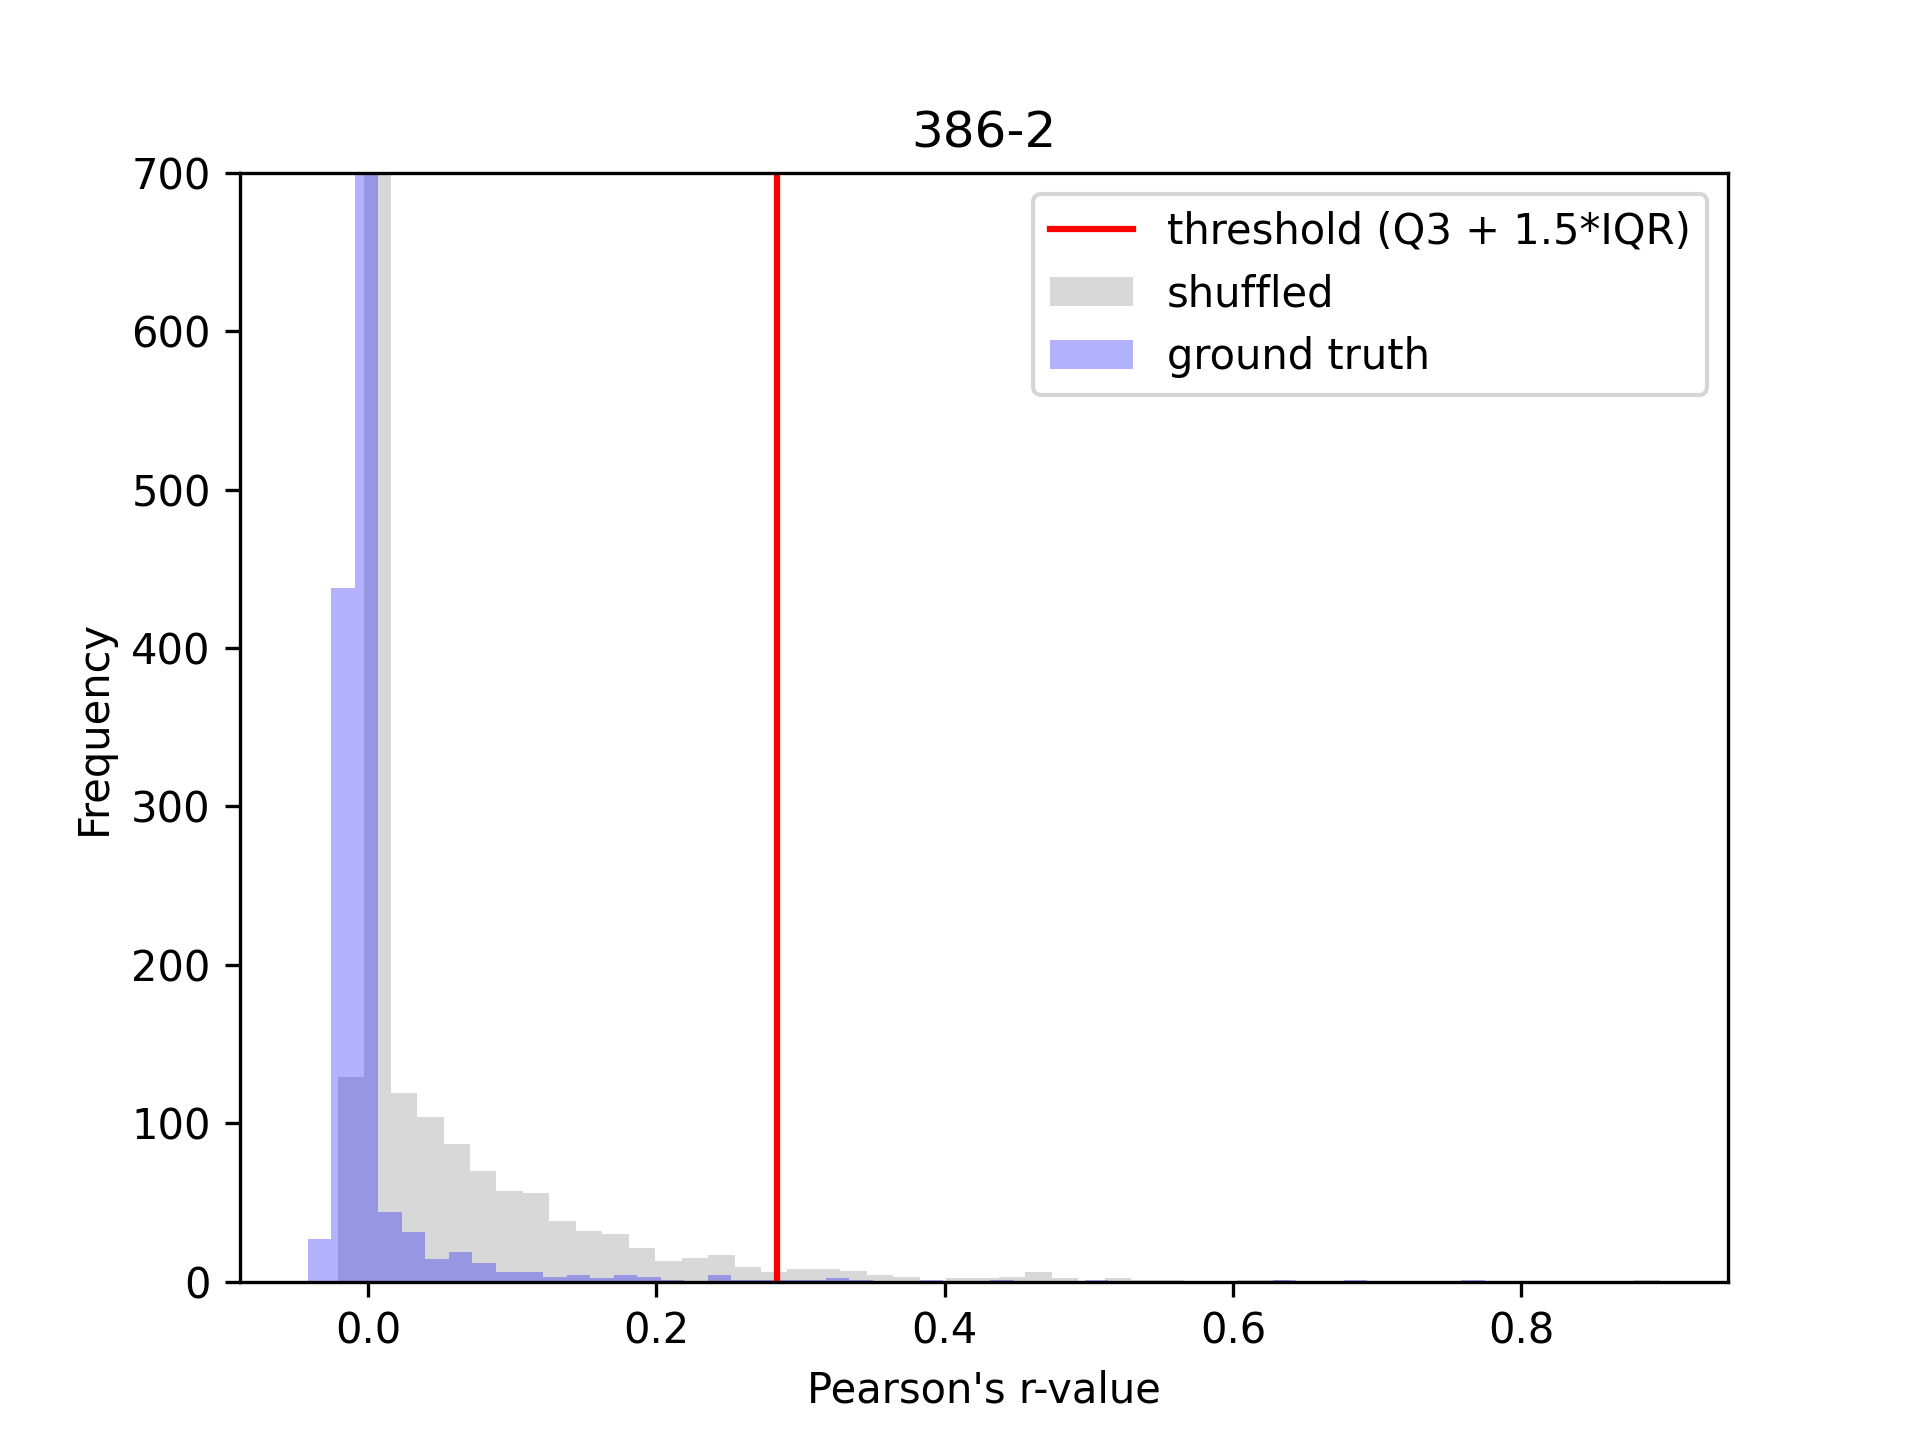 386-2
700
600
500
400
300
200
100
0
Frequency
threshold (Q3 + 1.5*IQR)
shuffled
ground truth
0.0 0.2 0.4 0.6 0.8
Pearson's r-value